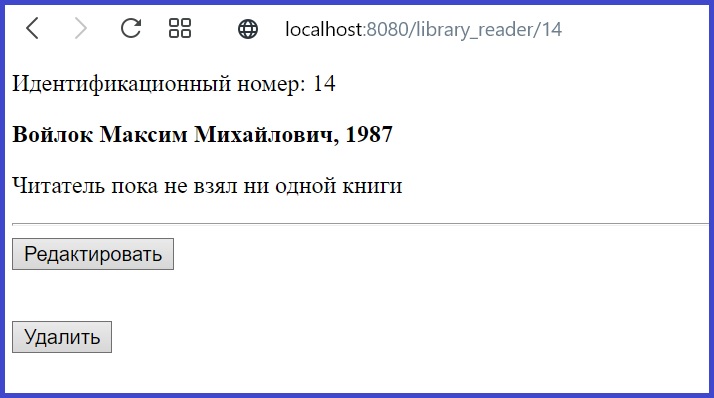 localhost:8080/library_reader/14
Идентификационный номер: 14
Войлок Максим Михайлович, 1987
Читатель пока не взял ни одной книги
Редактировать
Удалить